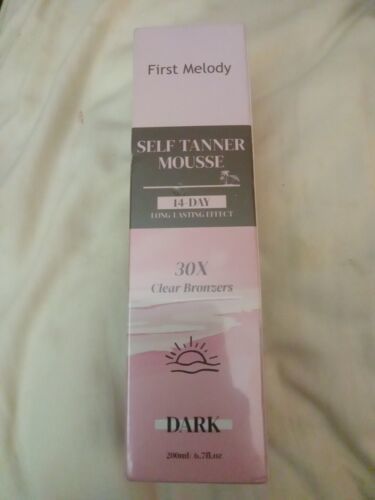 First Melody
SELF TANNER
MOUSSE
14-DAY
LONG-LASTING EFFECT
30X
Clear Bronzers
DARK
200ml/6.7fl.oz